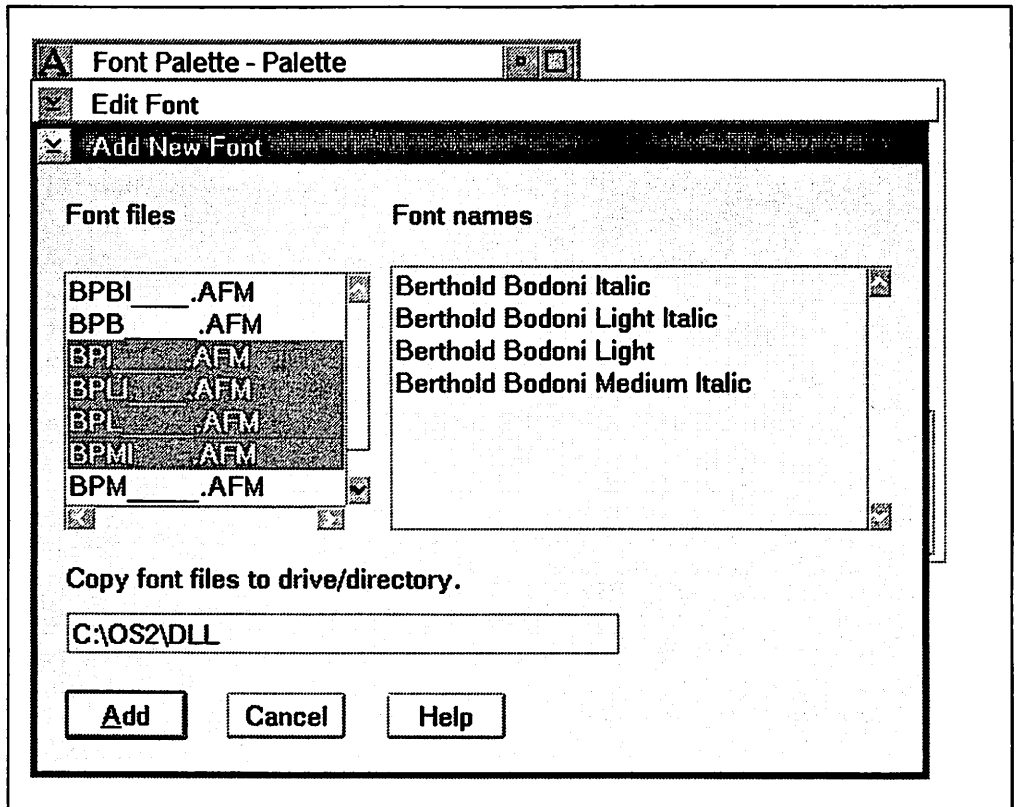 Font Palette - Palette
Edit Font
Add New Font
Font files
Font names
BPBI____.AFM
BPB_____.AFM
BPI_____.AFM
BPLI____.AFM
BPL_____.AFM
BPMI____.AFM
BPM_____.AFM
Berthold Bodoni Italic
Berthold Bodoni Light Italic
Berthold Bodoni Light
Berthold Bodoni Medium Italic
Copy font files to drive/directory.
C:\OS2\DLL
Add
Cancel
Help